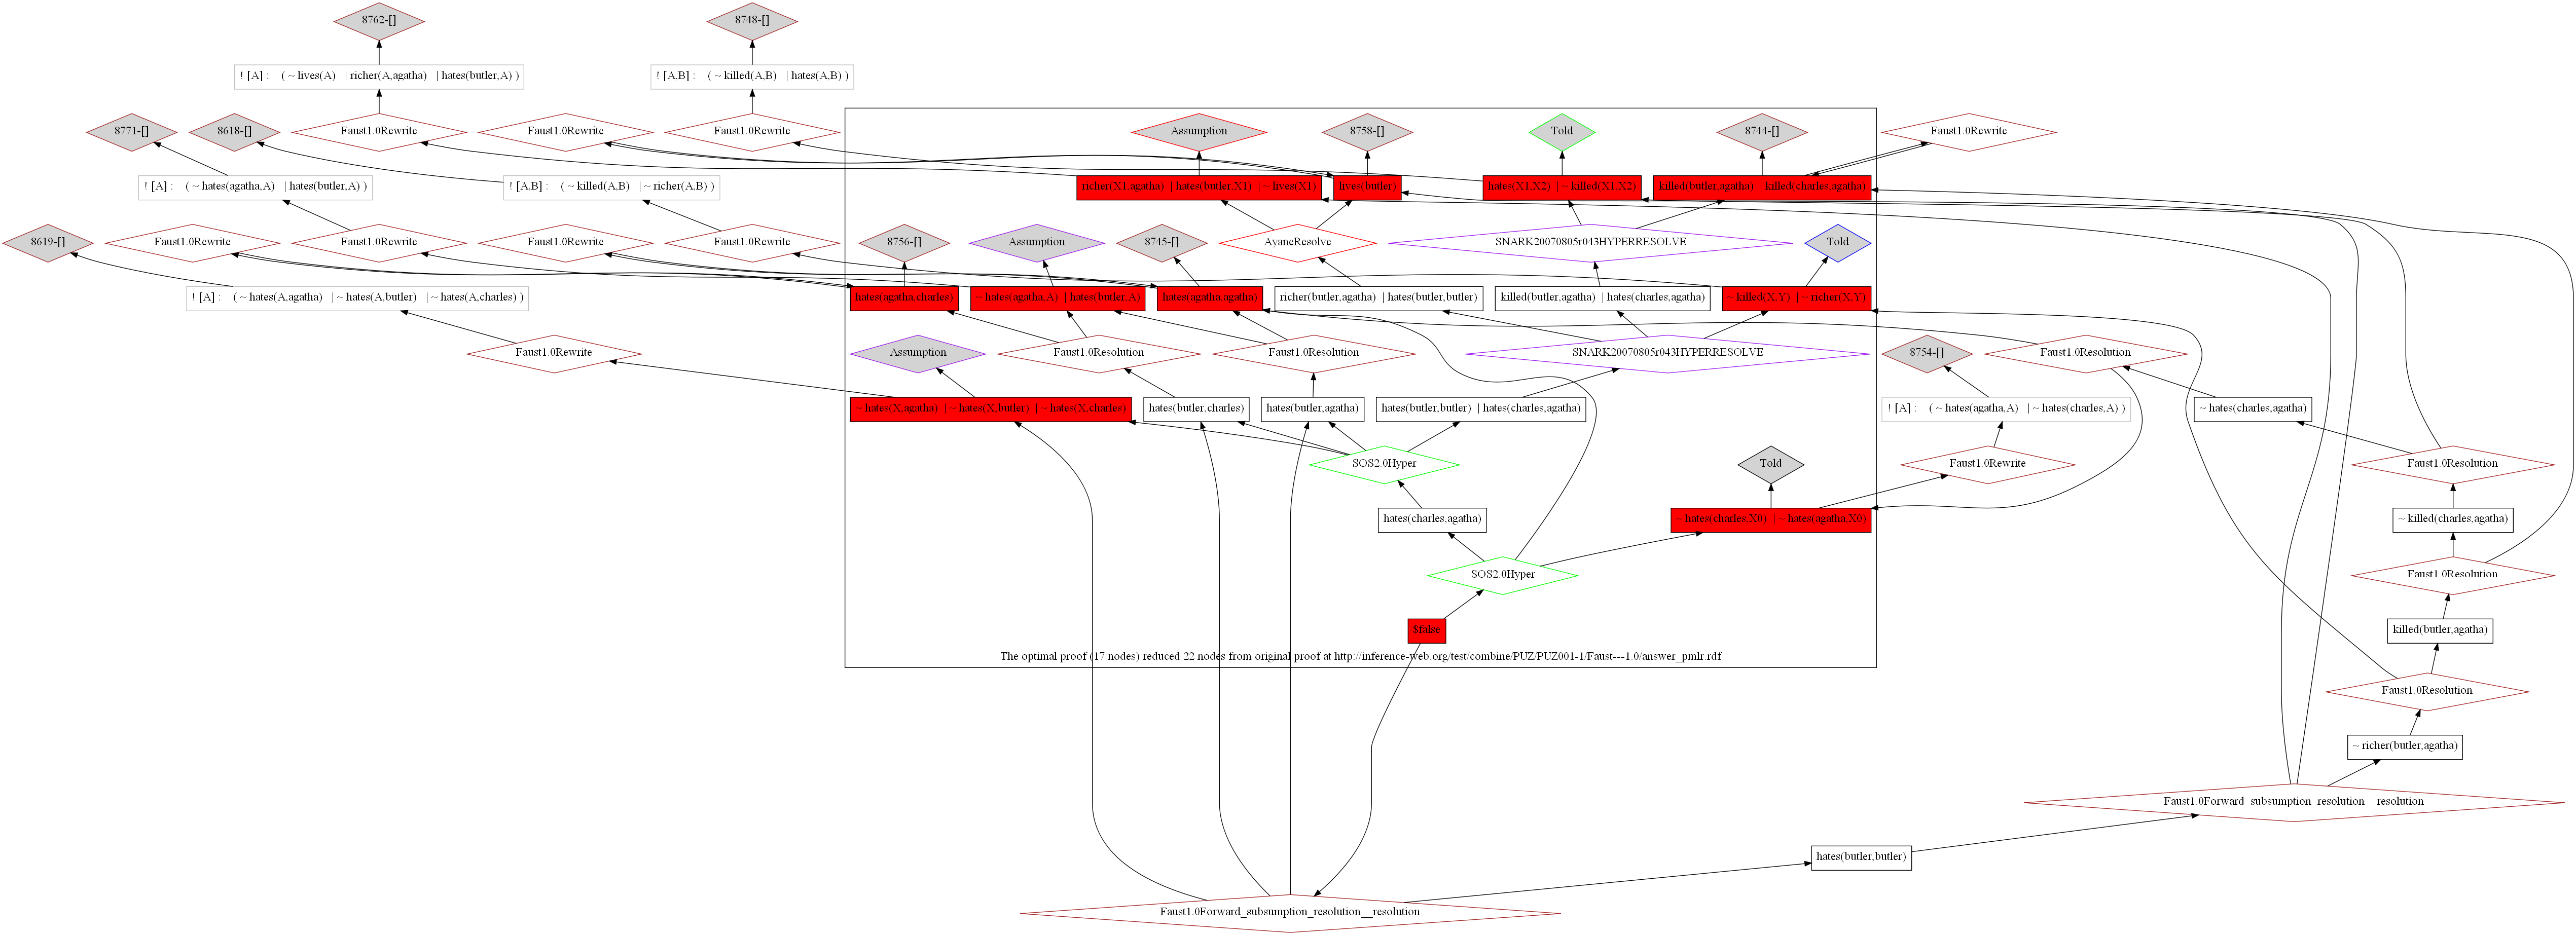 8762-[]
8748-[]
! [A] : ( ~ lives(A) | richer(A,agatha) | hates(butler,A) )
! [A,B] : ( ~ killed(A,B) | hates(A,B) )
8771-[]
8618-[]
Faust1.0Rewrite
Faust1.0Rewrite
Faust1.0Rewrite
Assumption
8758-[]
Told
8744-[]
Faust1.0Rewrite
! [A] : ( ~ hates(agatha,A) | hates(butler,A) )
! [A,B] : ( ~ killed(A,B) | ~ richer(A,B) )
richer(X1,agatha) | hates(butler,X1) | ~ lives(X1)
lives(butler)
hates(X1,X2) | ~ killed(X1,X2)
killed(butler,agatha) | killed(charles,agatha)
8619-[]
Faust1.0Rewrite
Faust1.0Rewrite
Faust1.0Rewrite
Faust1.0Rewrite
8756-[]
Assumption
8745-[]
AyaneResolve
SNARK20070805r043HYPERRESOLVE
Told
! [A] : ( ~ hates(A,agatha) | ~ hates(A,butler) | ~ hates(A,charles) )
hates(agatha,charles)
~ hates(agatha,A) | hates(butler,A)
hates(agatha,agatha)
richer(butler,agatha) | hates(butler,butler)
killed(butler,agatha) | hates(charles,agatha)
~ killed(X,Y) | ~ richer(X,Y)
Faust1.0Rewrite
Assumption
Faust1.0Resolution
Faust1.0Resolution
SNARK20070805r043HYPERRESOLVE
8754-[]
Faust1.0Resolution
~ hates(X,agatha) | ~ hates(X,butler) | ~ hates(X,charles)
hates(butler,charles)
hates(butler,agatha)
hates(butler,butler) | hates(charles,agatha)
! [A] : ( ~ hates(agatha,A) | ~ hates(charles,A) )
~ hates(charles,agatha)
SOS2.0Hyper
Told
Faust1.0Rewrite
Faust1.0Resolution
hates(charles,agatha)
~ hates(charles,X0) | ~ hates(agatha,X0)
~ killed(charles,agatha)
SOS2.0Hyper
Faust1.0Resolution
$false
killed(butler,agatha)
The optimal proof (17 nodes) reduced 22 nodes from original proof at http://inference-web.org/test/combine/PUZ/PUZ001-1/Faust---1.0/answer_pmlr.rdf
Faust1.0Resolution
~ richer(butler,agatha)
Faust1.0Forward_subsumption_resolution__resolution
hates(butler,butler)
Faust1.0Forward_subsumption_resolution__resolution